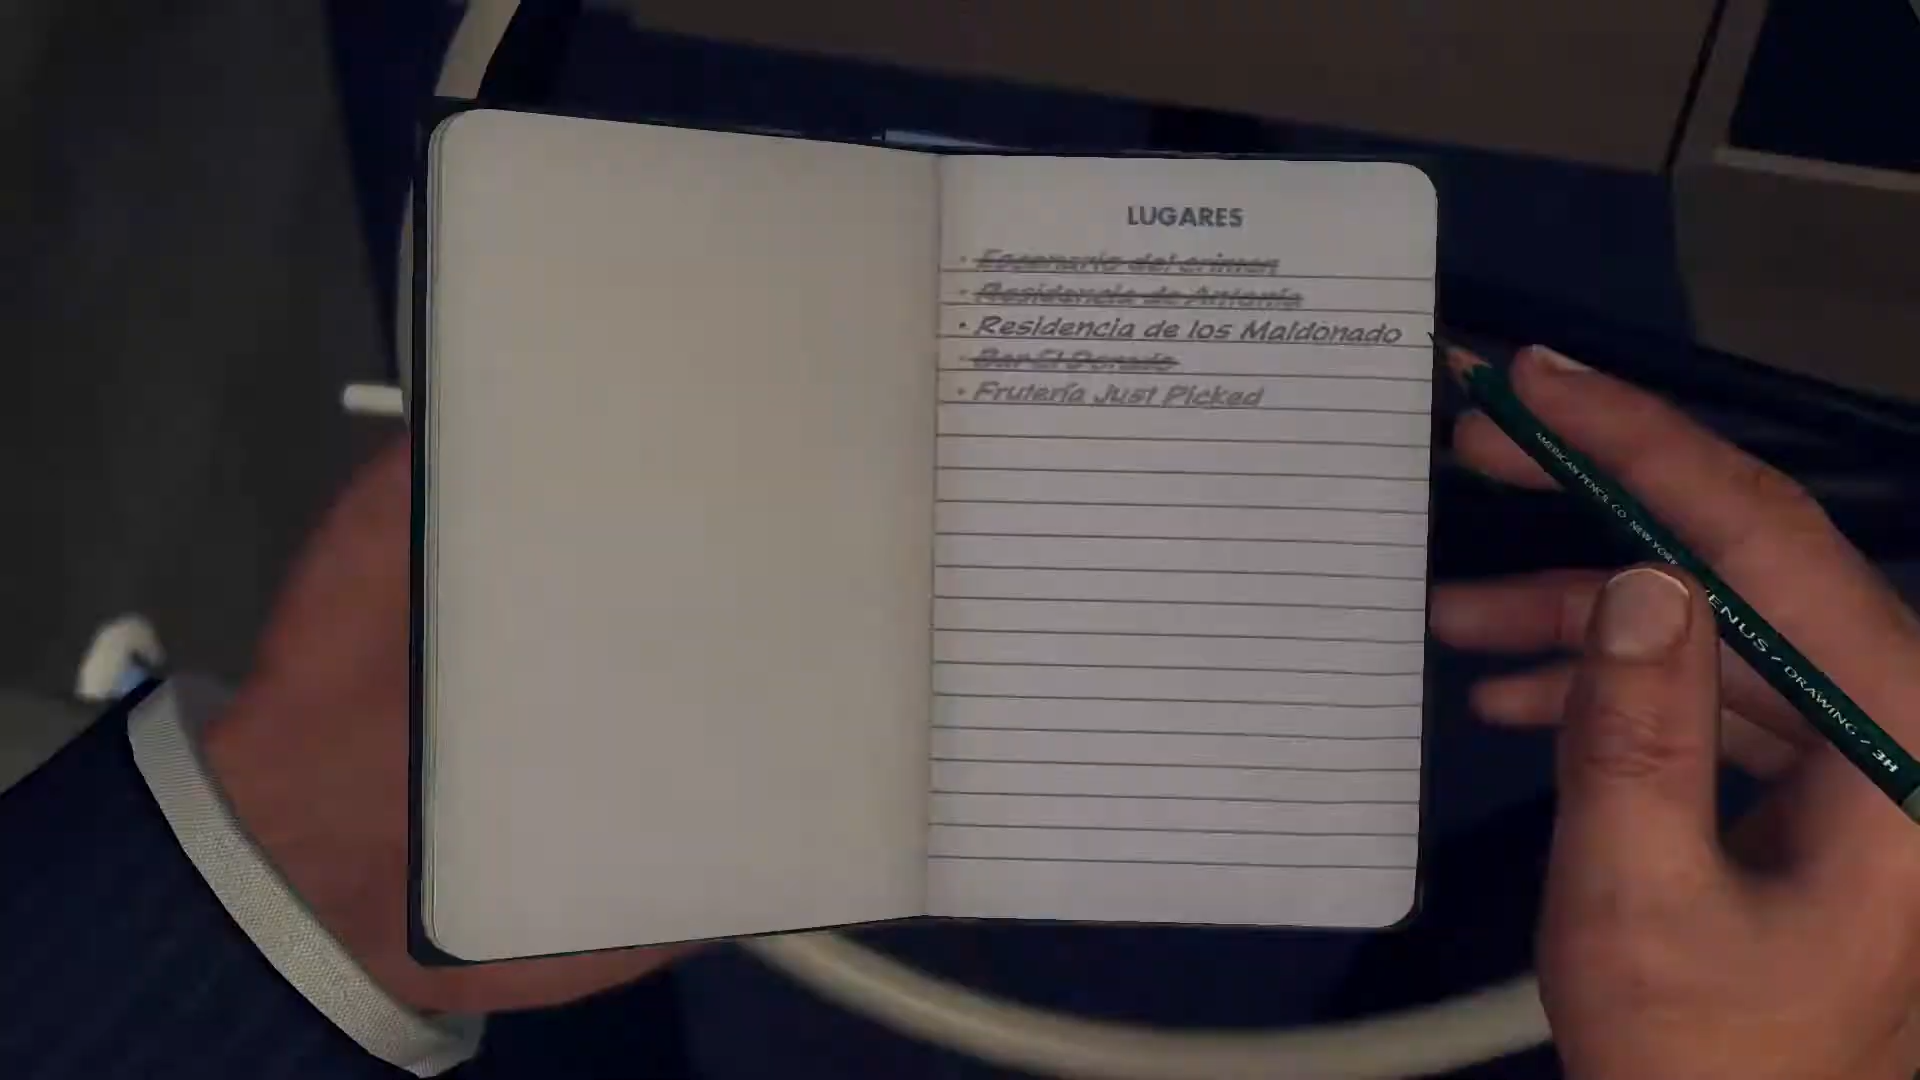 LUGARES
• Escenario del crimen
• Residencia de Antonia
• Residencia de los Maldonado
• Bar El Dorado
• Frutería Just Picked
AMERICAN PENCIL CO. NEW YORK
VENUS / DRAWING / 3H